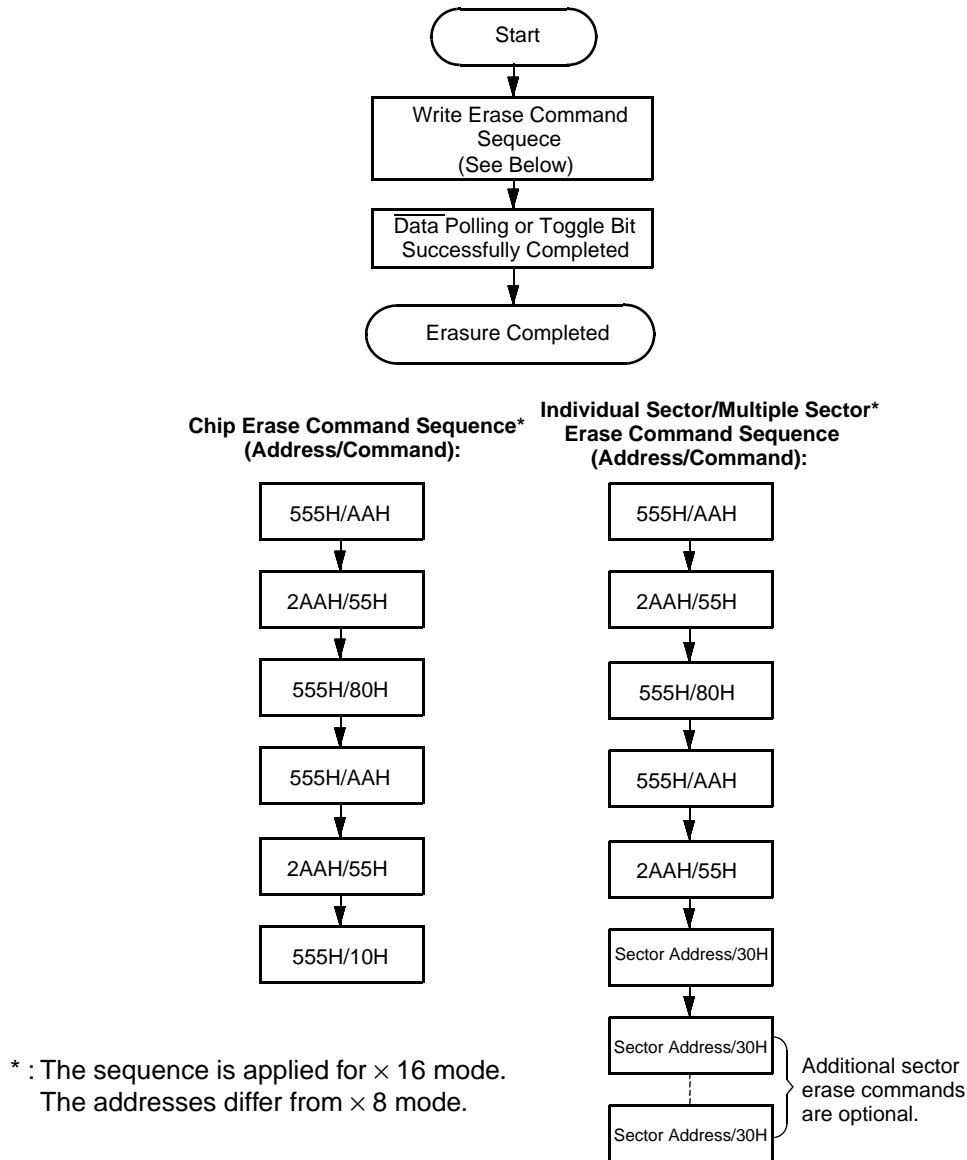 Start
Write Erase Command
Sequece
(See Below)
Data Polling or Toggle Bit
Successfully Completed
Erasure Completed
Chip Erase Command Sequence*
(Address/Command):
555H/AAH
2AAH/55H
555H/80H
555H/AAH
2AAH/55H
555H/10H
Individual Sector/Multiple Sector*
Erase Command Sequence
(Address/Command):
555H/AAH
2AAH/55H
555H/80H
555H/AAH
2AAH/55H
Sector Address/30H
Sector Address/30H
Sector Address/30H
Additional sector
erase commands
are optional.
* : The sequence is applied for × 16 mode.
The addresses differ from × 8 mode.